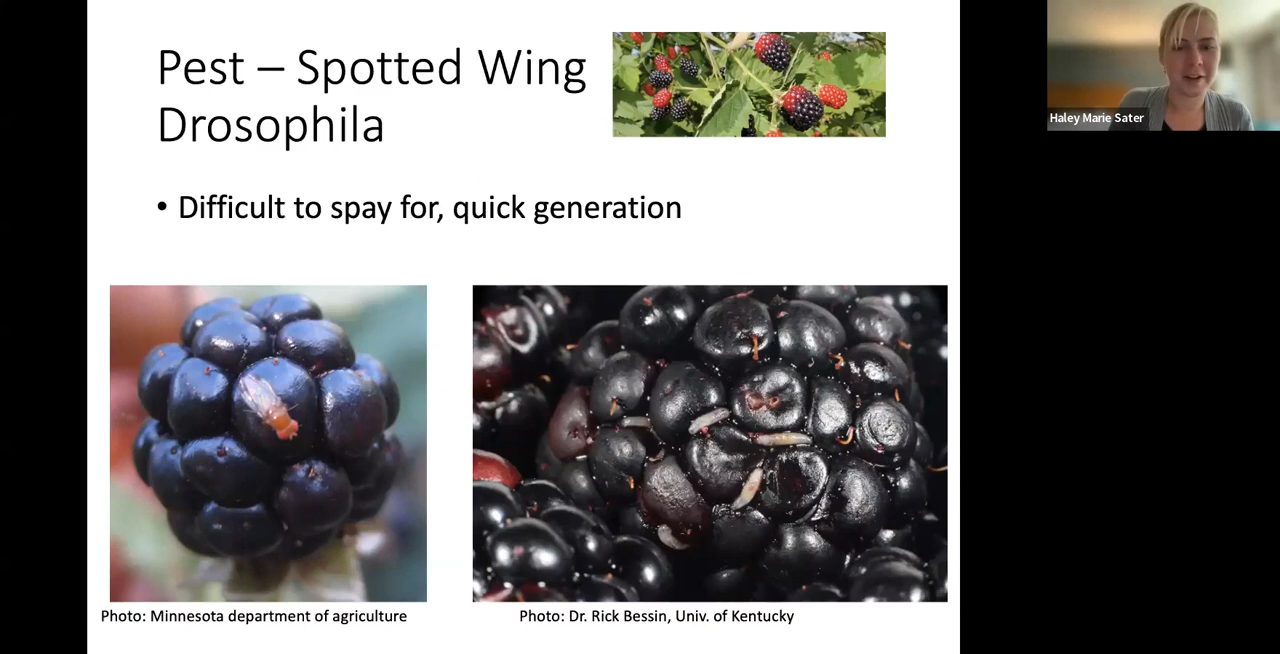 Pest – Spotted Wing
Drosophila
• Difficult to spay for, quick generation
Photo: Minnesota department of agriculture
Photo: Dr. Rick Bessin, Univ. of Kentucky
Haley Marie Sater